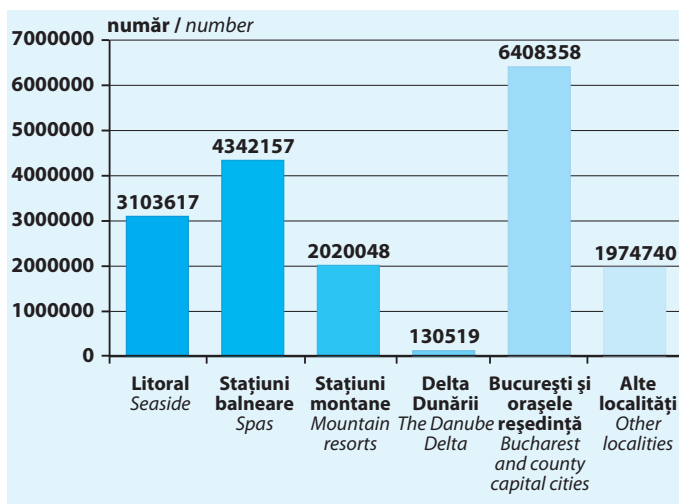 număr / number
7000000
6000000
5000000
4000000
3000000
2000000
1000000
0
3103617
4342157
2020048
130519
6408358
1974740
Litoral
Seaside
Stațiuni
balneare
Spas
Stațiuni
montane
Mountain
resorts
Delta
Dunării
The Danube
Delta
Bucureşti şi
oraşele
reşedință
Bucharest
and county
capital cities
Alte
localități
Other
localities